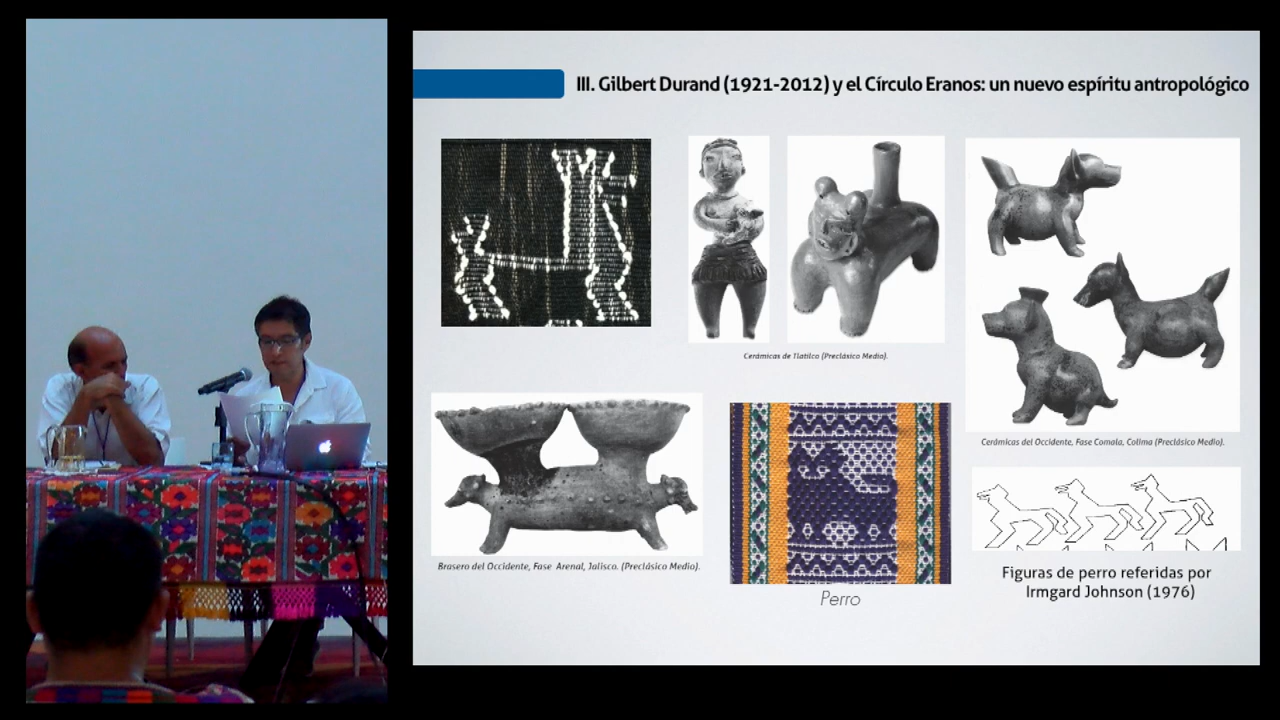 III. Gilbert Durand (1921-2012) y el Círculo Eranos: un nuevo espíritu antropológico
Cerámicas de Tlatilco (Preclásico Medio).
Cerámicas del Occidente, Fase Comala, Colima (Preclásico Medio).
Brasero del Occidente, Fase Arenal, Jalisco. (Preclásico Medio).
Perro
Figuras de perro referidas por
Irmgard Johnson (1976)